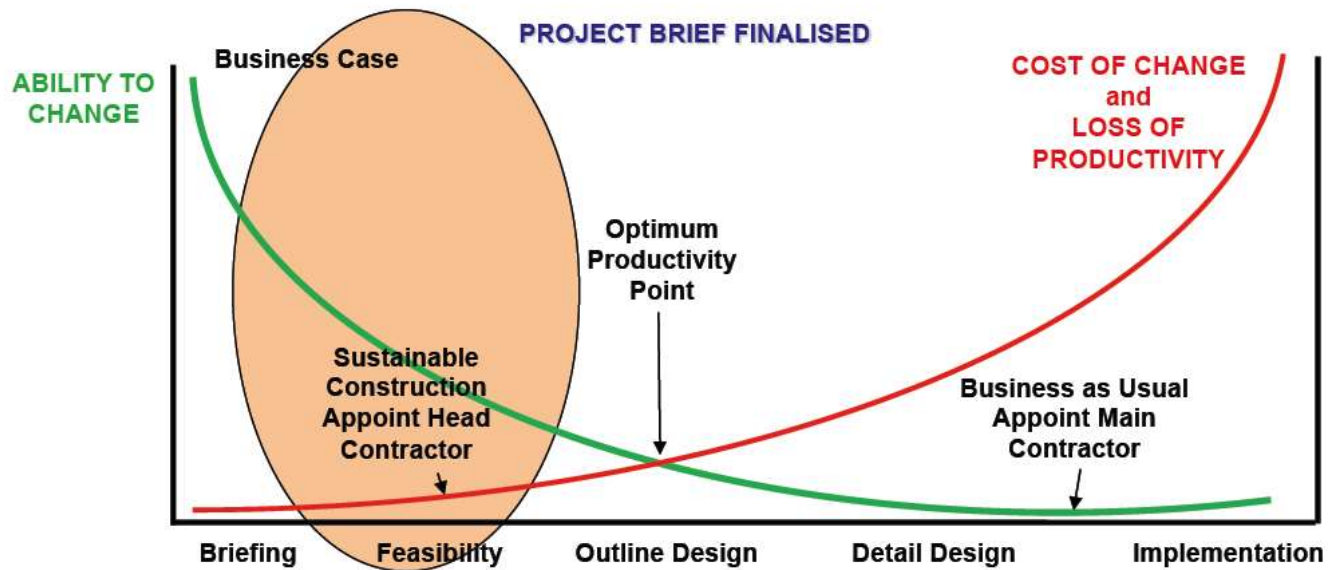 PROJECT BRIEF FINALISED
Business Case
ABILITY TO
CHANGE
COST OF CHANGE
and
LOSS OF
PRODUCTIVITY
Optimum
Productivity
Point
Sustainable
Construction
Appoint Head
Contractor
Business as Usual
Appoint Main
Contractor
Briefing
Feasibility
Outline Design
Detail Design
Implementation